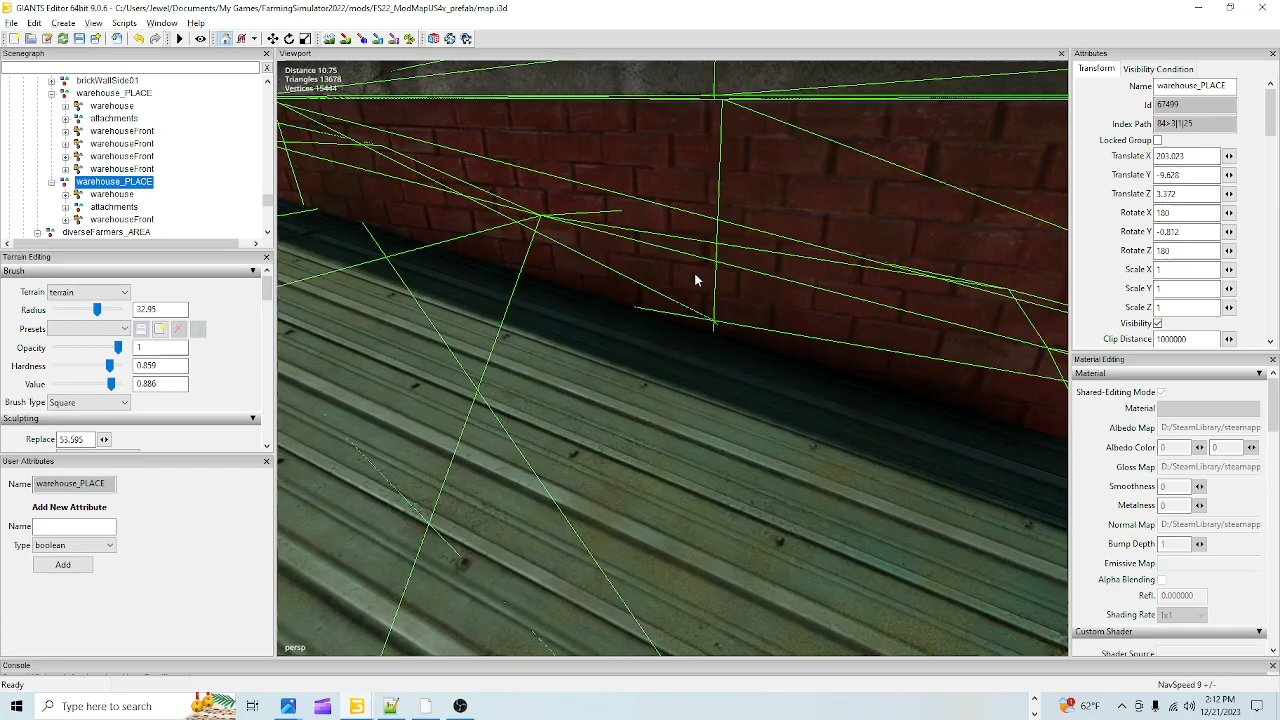 GIANTS Editor 64bit 9.0.6 - C:/Users/Jewel/Documents/My Games/FarmingSimulator2022/mods/FS22_ModMapUS4x_prefab/map.i3d
File Edit Create View Scripts Window Help
Scenegraph
X
brickWallSide01
warehouse_PLACE
warehouse
attachments
warehouseFront
warehouseFront
warehouseFront
warehouseFront
warehouse_PLACE
warehouse
attachments
warehouseFront
diverseFarmers_AREA
Terrain Editing
Brush
Terrain terrain
Radius 32.95
Presets
Opacity 1
Hardness 0.859
Value 0.886
Brush Type Square
Sculpting
Replace 53.595
User Attributes
Name warehouse_PLACE
Add New Attribute
Name
Type boolean
Add
Viewport
Distance 10.75
Triangles 13678
Vertices 15444
persp
Attributes
Transform Visibility Condition
Name warehouse_PLACE
Id 67499
Index Path 84>3|1|25
Locked Group
Translate X 203.023
Translate Y -9.628
Translate Z 3.372
Rotate X 180
Rotate Y -0.812
Rotate Z 180
Scale X 1
Scale Y 1
Scale Z 1
Visibility
Clip Distance 1000000
Material Editing
Material
Shared-Editing Mode
Material
Albedo Map D:/SteamLibrary/steamapp
Albedo Color 0 0
Gloss Map D:/SteamLibrary/steamapp
Smoothness 0
Metalness 0
Normal Map D:/SteamLibrary/steamapp
Bump Depth 1
Emissive Map
Alpha Blending
Refl. 0.000000
Shading Rate 1x1
Custom Shader
Shader Source
Console
Ready
NavSpeed 9 +/-
Type here to search
62°F
2:12 PM
12/21/2023